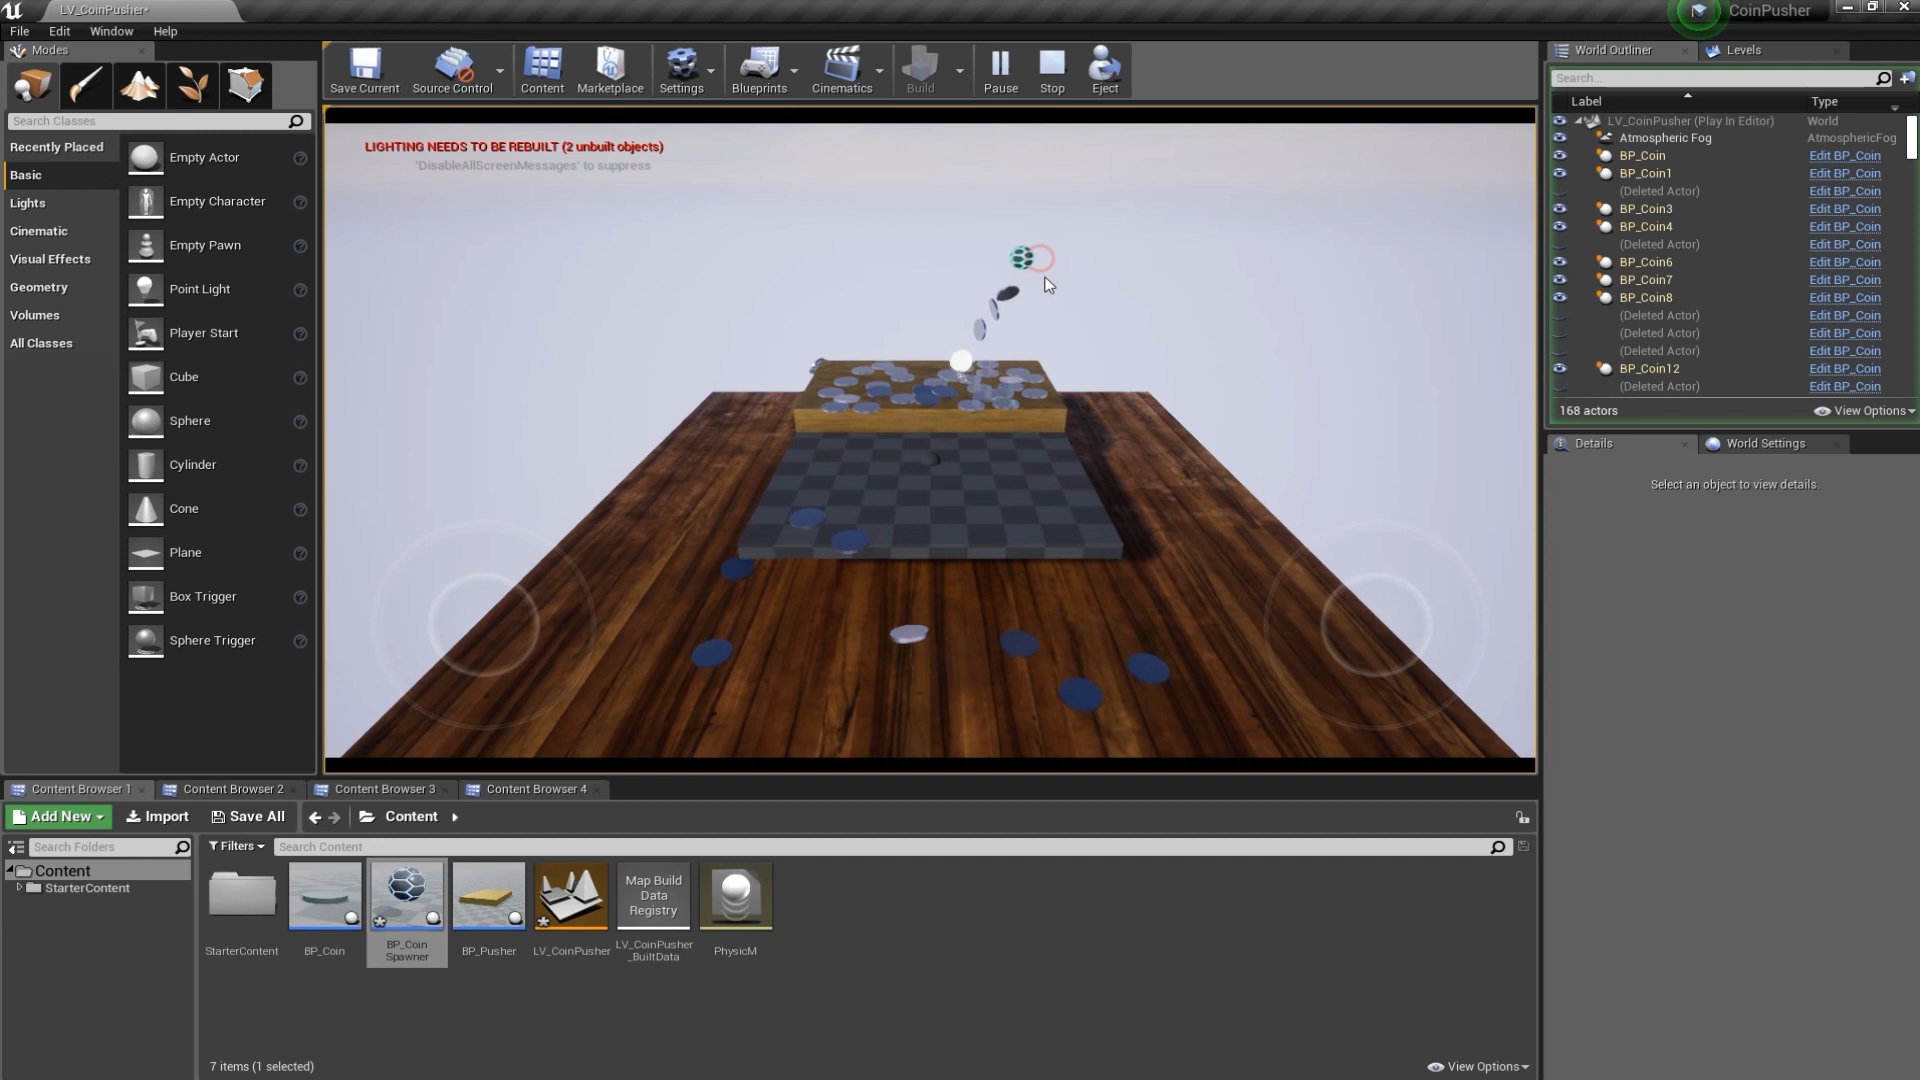 LV_CoinPusher*
CoinPusher
File Edit Window Help
Modes
Search Classes
Recently Placed
Basic
Lights
Cinematic
Visual Effects
Geometry
Volumes
All Classes
Empty Actor
Empty Character
Empty Pawn
Point Light
Player Start
Cube
Sphere
Cylinder
Cone
Plane
Box Trigger
Sphere Trigger
Save Current Source Control Content Marketplace Settings Blueprints Cinematics Build Pause Stop Eject
LIGHTING NEEDS TO BE REBUILT (2 unbuilt objects)
'DisableAllScreenMessages' to suppress
World Outliner Levels
Search...
Label Type
LV_CoinPusher (Play In Editor) World
Atmospheric Fog AtmosphericFog
BP_Coin Edit BP_Coin
BP_Coin1 Edit BP_Coin
(Deleted Actor) Edit BP_Coin
BP_Coin3 Edit BP_Coin
BP_Coin4 Edit BP_Coin
(Deleted Actor) Edit BP_Coin
BP_Coin6 Edit BP_Coin
BP_Coin7 Edit BP_Coin
BP_Coin8 Edit BP_Coin
(Deleted Actor) Edit BP_Coin
(Deleted Actor) Edit BP_Coin
(Deleted Actor) Edit BP_Coin
BP_Coin12 Edit BP_Coin
(Deleted Actor) Edit BP_Coin
168 actors View Options
Details World Settings
Select an object to view details.
Content Browser 1 Content Browser 2 Content Browser 3 Content Browser 4
Add New Import Save All Content
Search Folders
Content
StarterContent
Filters Search Content
Map Build
Data
Registry
StarterContent
BP_Coin
BP_Coin
Spawner
BP_Pusher
LV_CoinPusher
LV_CoinPusher
_BuiltData
PhysicM
7 items (1 selected) View Options